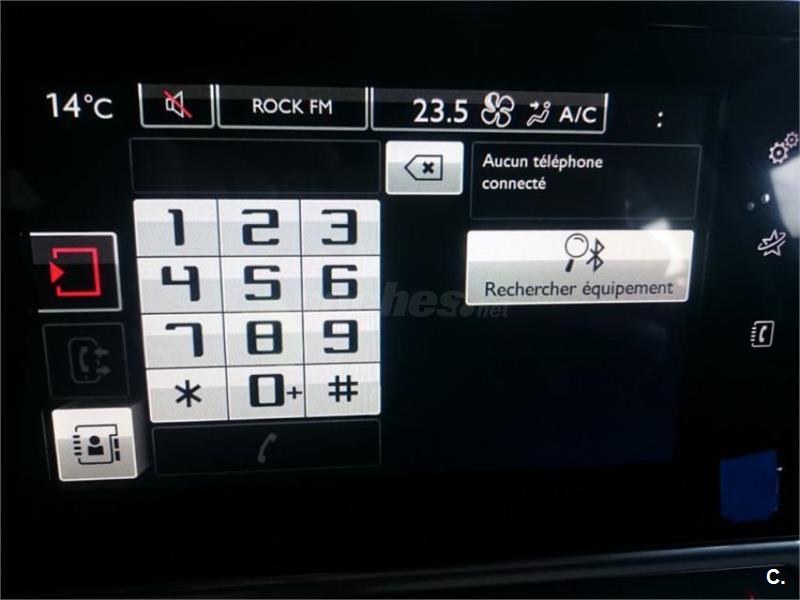 14°C
ROCK FM
23.5 A/C
Aucun téléphone
connecté
1 2 3
Rechercher équipement
4 5 6
7 8 9
* 0+ #
C.